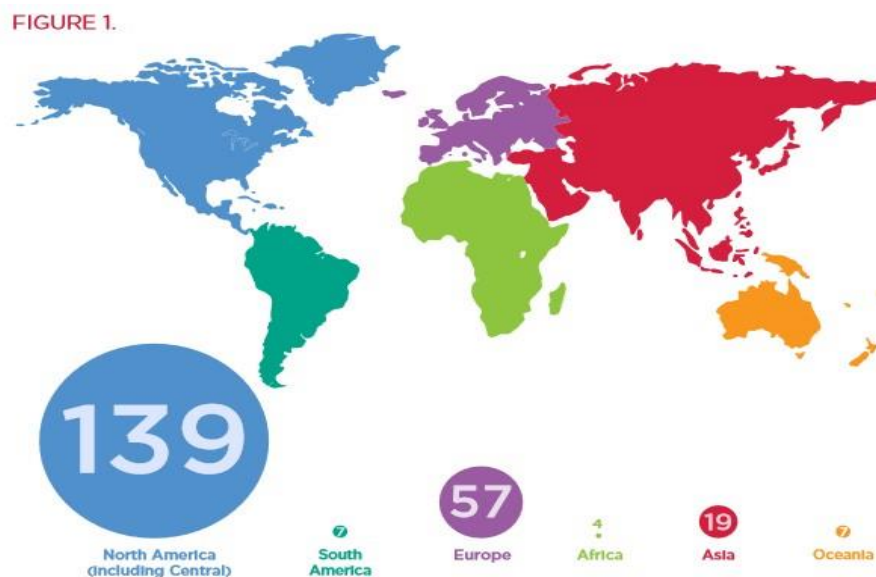 FIGURE 1.
139
North America
(Including Central)
7
South
America
57
Europe
4
Africa
19
Asia
7
Oceania